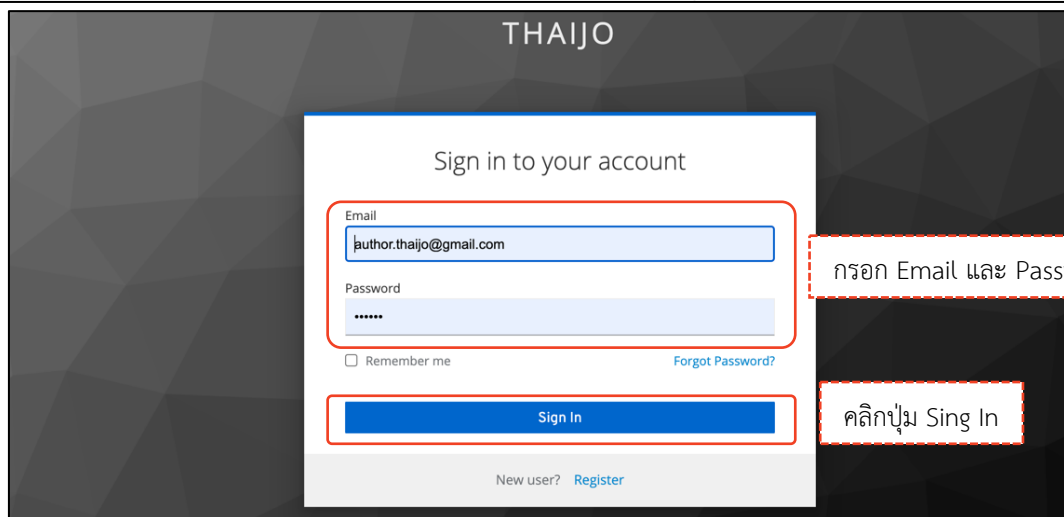 THAIJO
Sign in to your account
Email
author.thaijo@gmail.com
กรอก Email และ Pass
Password
••••••
Remember me
Forgot Password?
คลิกปุ่ม Sing In
Sign In
New user? Register